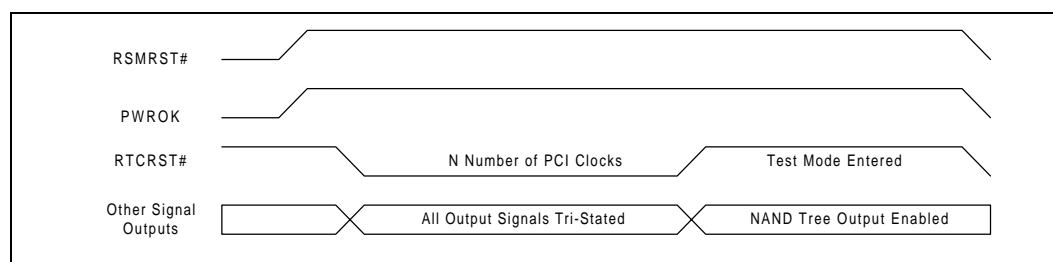 RSMRST#
PWROK
RTCRST#
N Number of PCI Clocks
Test Mode Entered
Other Signal
Outputs
All Output Signals Tri-Stated
NAND Tree Output Enabled